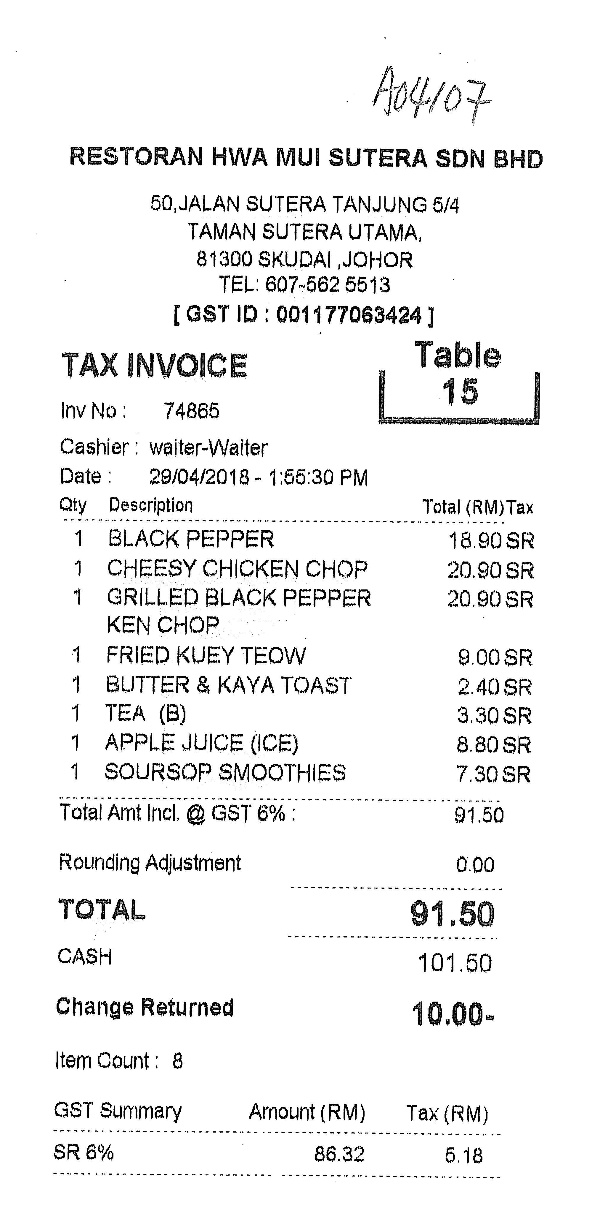 A04/07
RESTORAN HWA MUI SUTERA SDN BHD
50,JALAN SUTERA TANJUNG 5/4
TAMAN SUTERA UTAMA,
81300 SKUDAI ,JOHOR
TEL: 607-562 5513
[ GST ID : 001177063424 ]
TAX INVOICE
Table
15
Inv No : 74865
Cashier : waiter-Waiter
Date : 29/04/2018 - 1:55:30 PM
Qty Description Total (RM) Tax
1 BLACK PEPPER 18.90 SR
1 CHEESY CHICKEN CHOP 20.90 SR
1 GRILLED BLACK PEPPER 20.90 SR
KEN CHOP
1 FRIED KUEY TEOW 9.00 SR
1 BUTTER & KAYA TOAST 2.40 SR
1 TEA (B) 3.30 SR
1 APPLE JUICE (ICE) 8.80 SR
1 SOURSOP SMOOTHIES 7.30 SR
Total Amt Incl. @ GST 6% : 91.50
Rounding Adjustment 0.00
TOTAL 91.50
CASH 101.50
Change Returned 10.00-
Item Count : 8
GST Summary Amount (RM) Tax (RM)
SR 6% 86.32 5.18